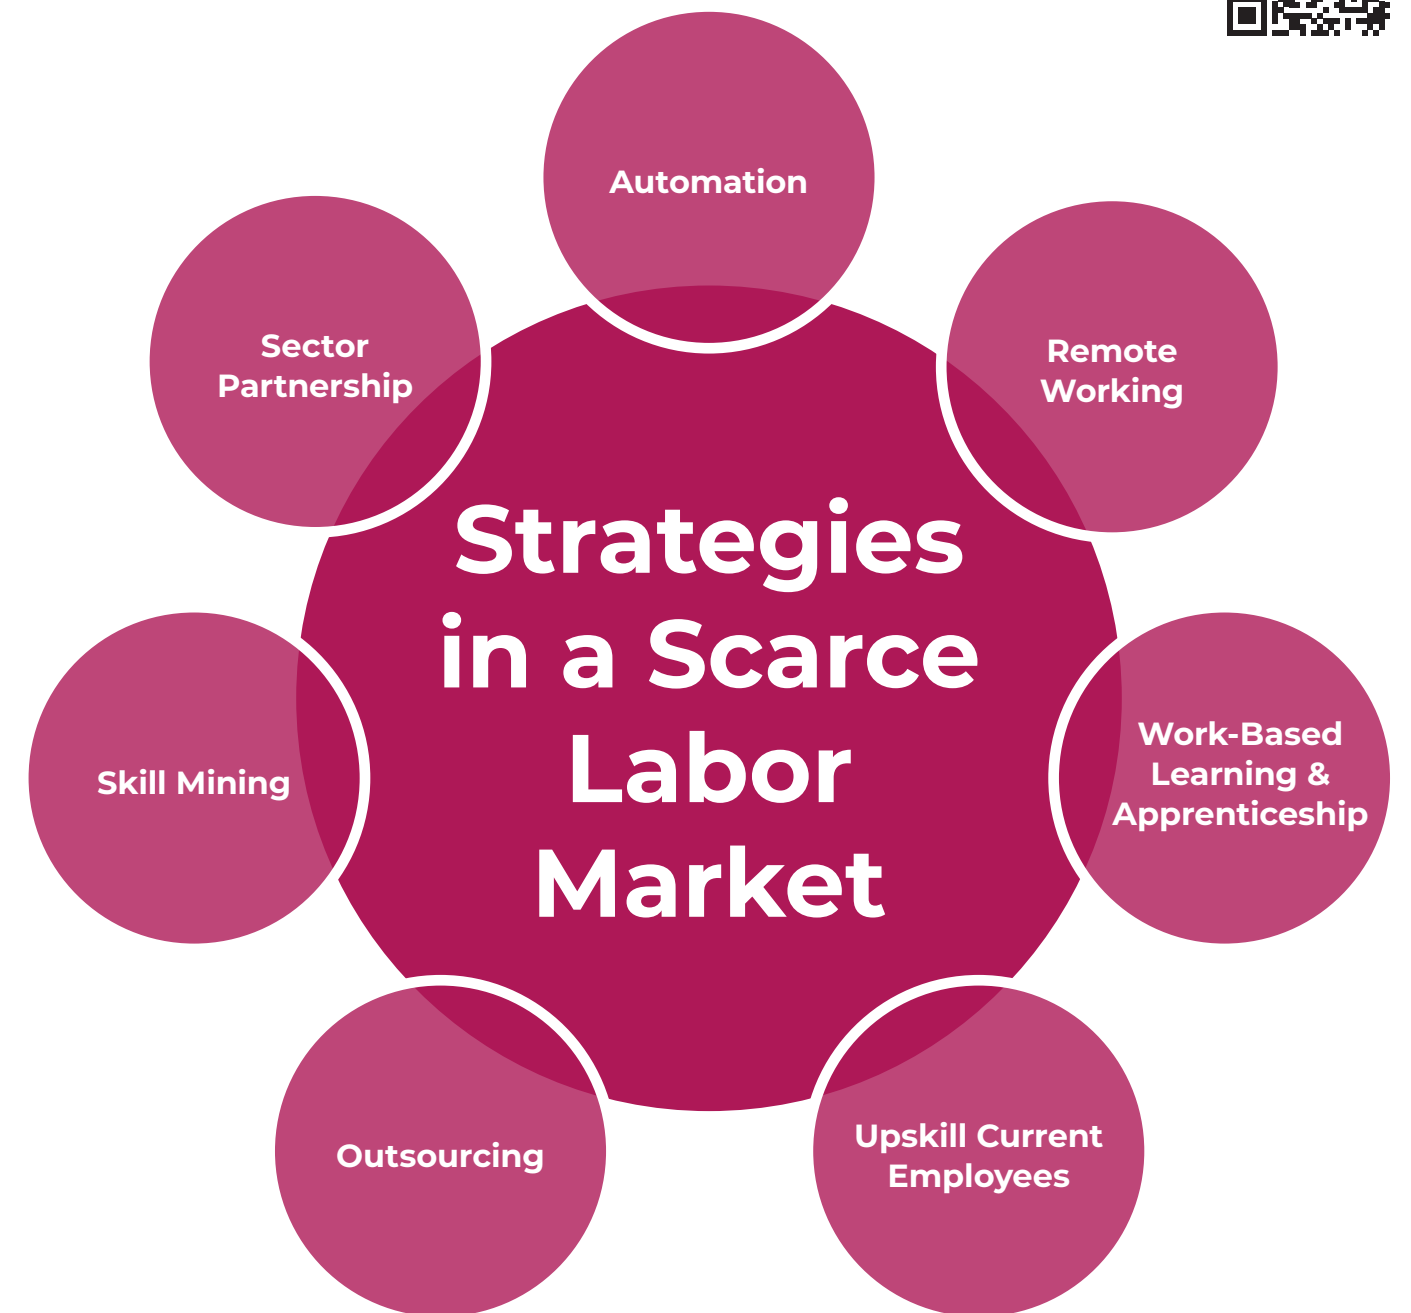 Automation
Sector
Partnership
Remote
Working
Strategies
in a Scarce
Labor
Market
Skill Mining
Work-Based
Learning &
Apprenticeship
Outsourcing
Upskill Current
Employees